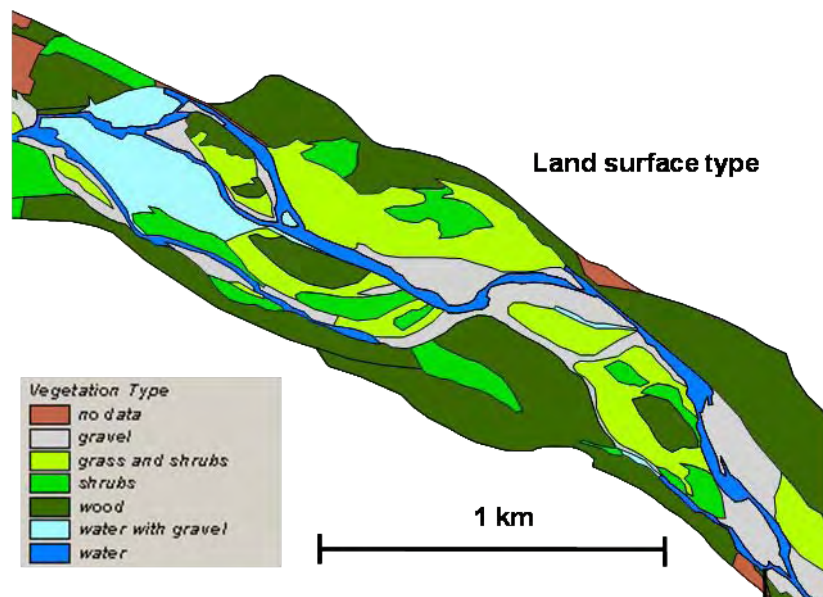 Land surface type
Vegetation Type
no data
gravel
grass and shrubs
shrubs
wood
water with gravel
water
1 km